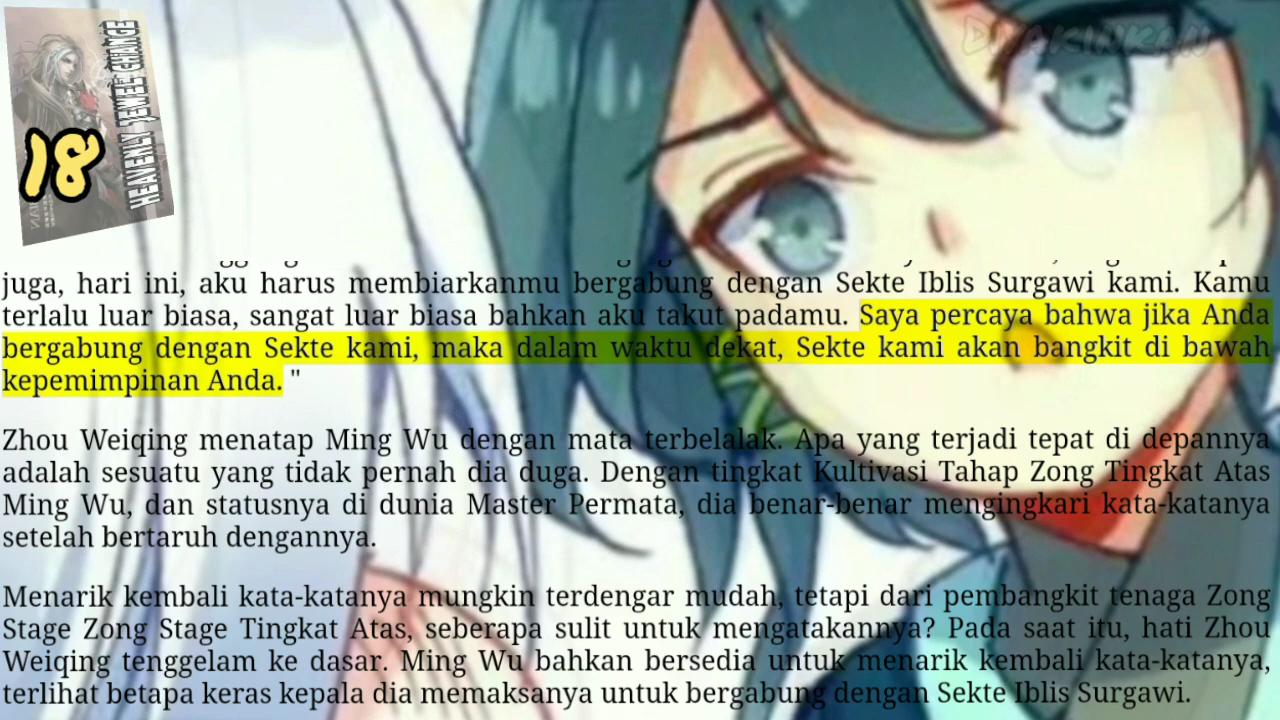 HEAVENLY JEWEL CHANGE
18
juga, hari ini, aku harus membiarkanmu bergabung dengan Sekte Iblis Surgawi kami. Kamu
terlalu luar biasa, sangat luar biasa bahkan aku takut padamu. Saya percaya bahwa jika Anda
bergabung dengan Sekte kami, maka dalam waktu dekat, Sekte kami akan bangkit di bawah
kepemimpinan Anda. "
Zhou Weiqing menatap Ming Wu dengan mata terbelalak. Apa yang terjadi tepat di depannya
adalah sesuatu yang tidak pernah dia duga. Dengan tingkat Kultivasi Tahap Zong Tingkat Atas
Ming Wu, dan statusnya di dunia Master Permata, dia benar-benar mengingkari kata-katanya
setelah bertaruh dengannya.
Menarik kembali kata-katanya mungkin terdengar mudah, tetapi dari pembangkit tenaga Zong
Stage Zong Stage Tingkat Atas, seberapa sulit untuk mengatakannya? Pada saat itu, hati Zhou
Weiqing tenggelam ke dasar. Ming Wu bahkan bersedia untuk menarik kembali kata-katanya,
terlihat betapa keras kepala dia memaksanya untuk bergabung dengan Sekte Iblis Surgawi.